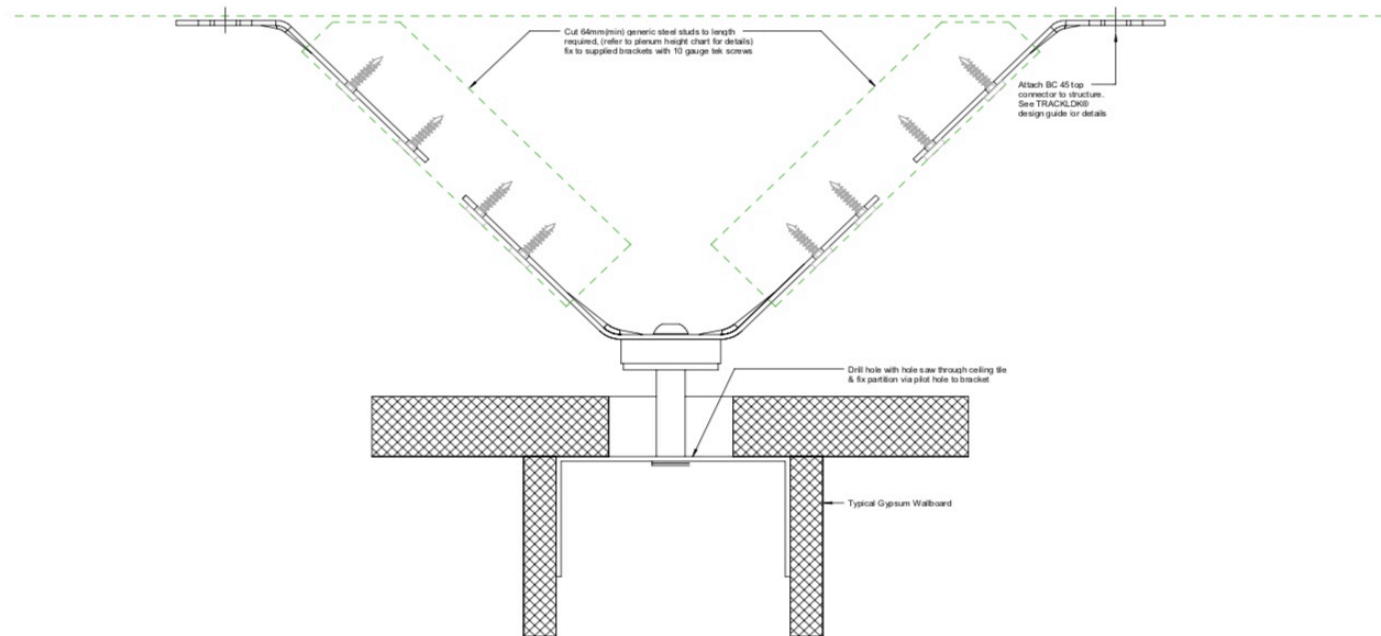 Cut 64mm(min) generic steel studs to length
required, (refer to plenum height chart for details)
fix to supplied brackets with 10 gauge tek screws
Attach BC 45 top
connector to structure.
See TRACKLOK®
design guide for details
Drill hole with hole saw through ceiling tile
& fix partition via pilot hole to bracket
Typical Gypsum Wallboard